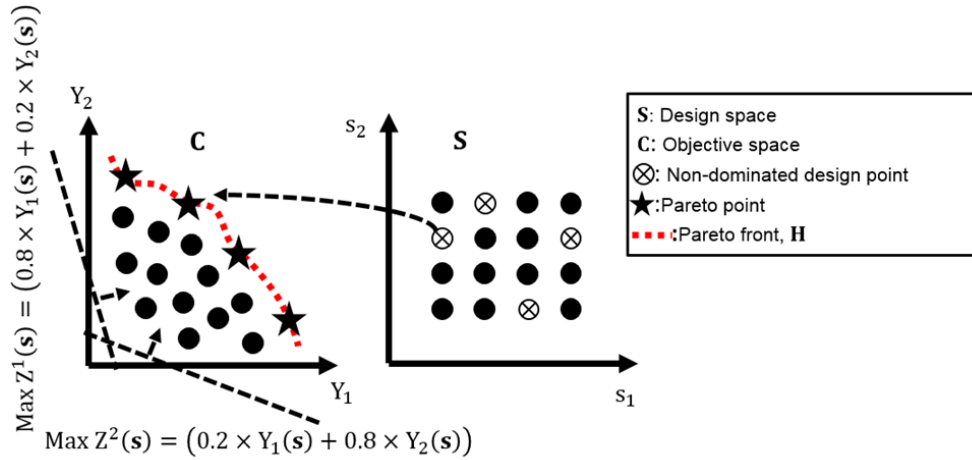 Max Z¹(𝐬) = (0.8 × Y₁(𝐬) + 0.2 × Y₂(𝐬))
Y₂
C
Y₁
s₂
S
s₁
S: Design space
C: Objective space
: Non-dominated design point
:Pareto point
:Pareto front, H
Max Z²(𝐬) = (0.2 × Y₁(𝐬) + 0.8 × Y₂(𝐬))